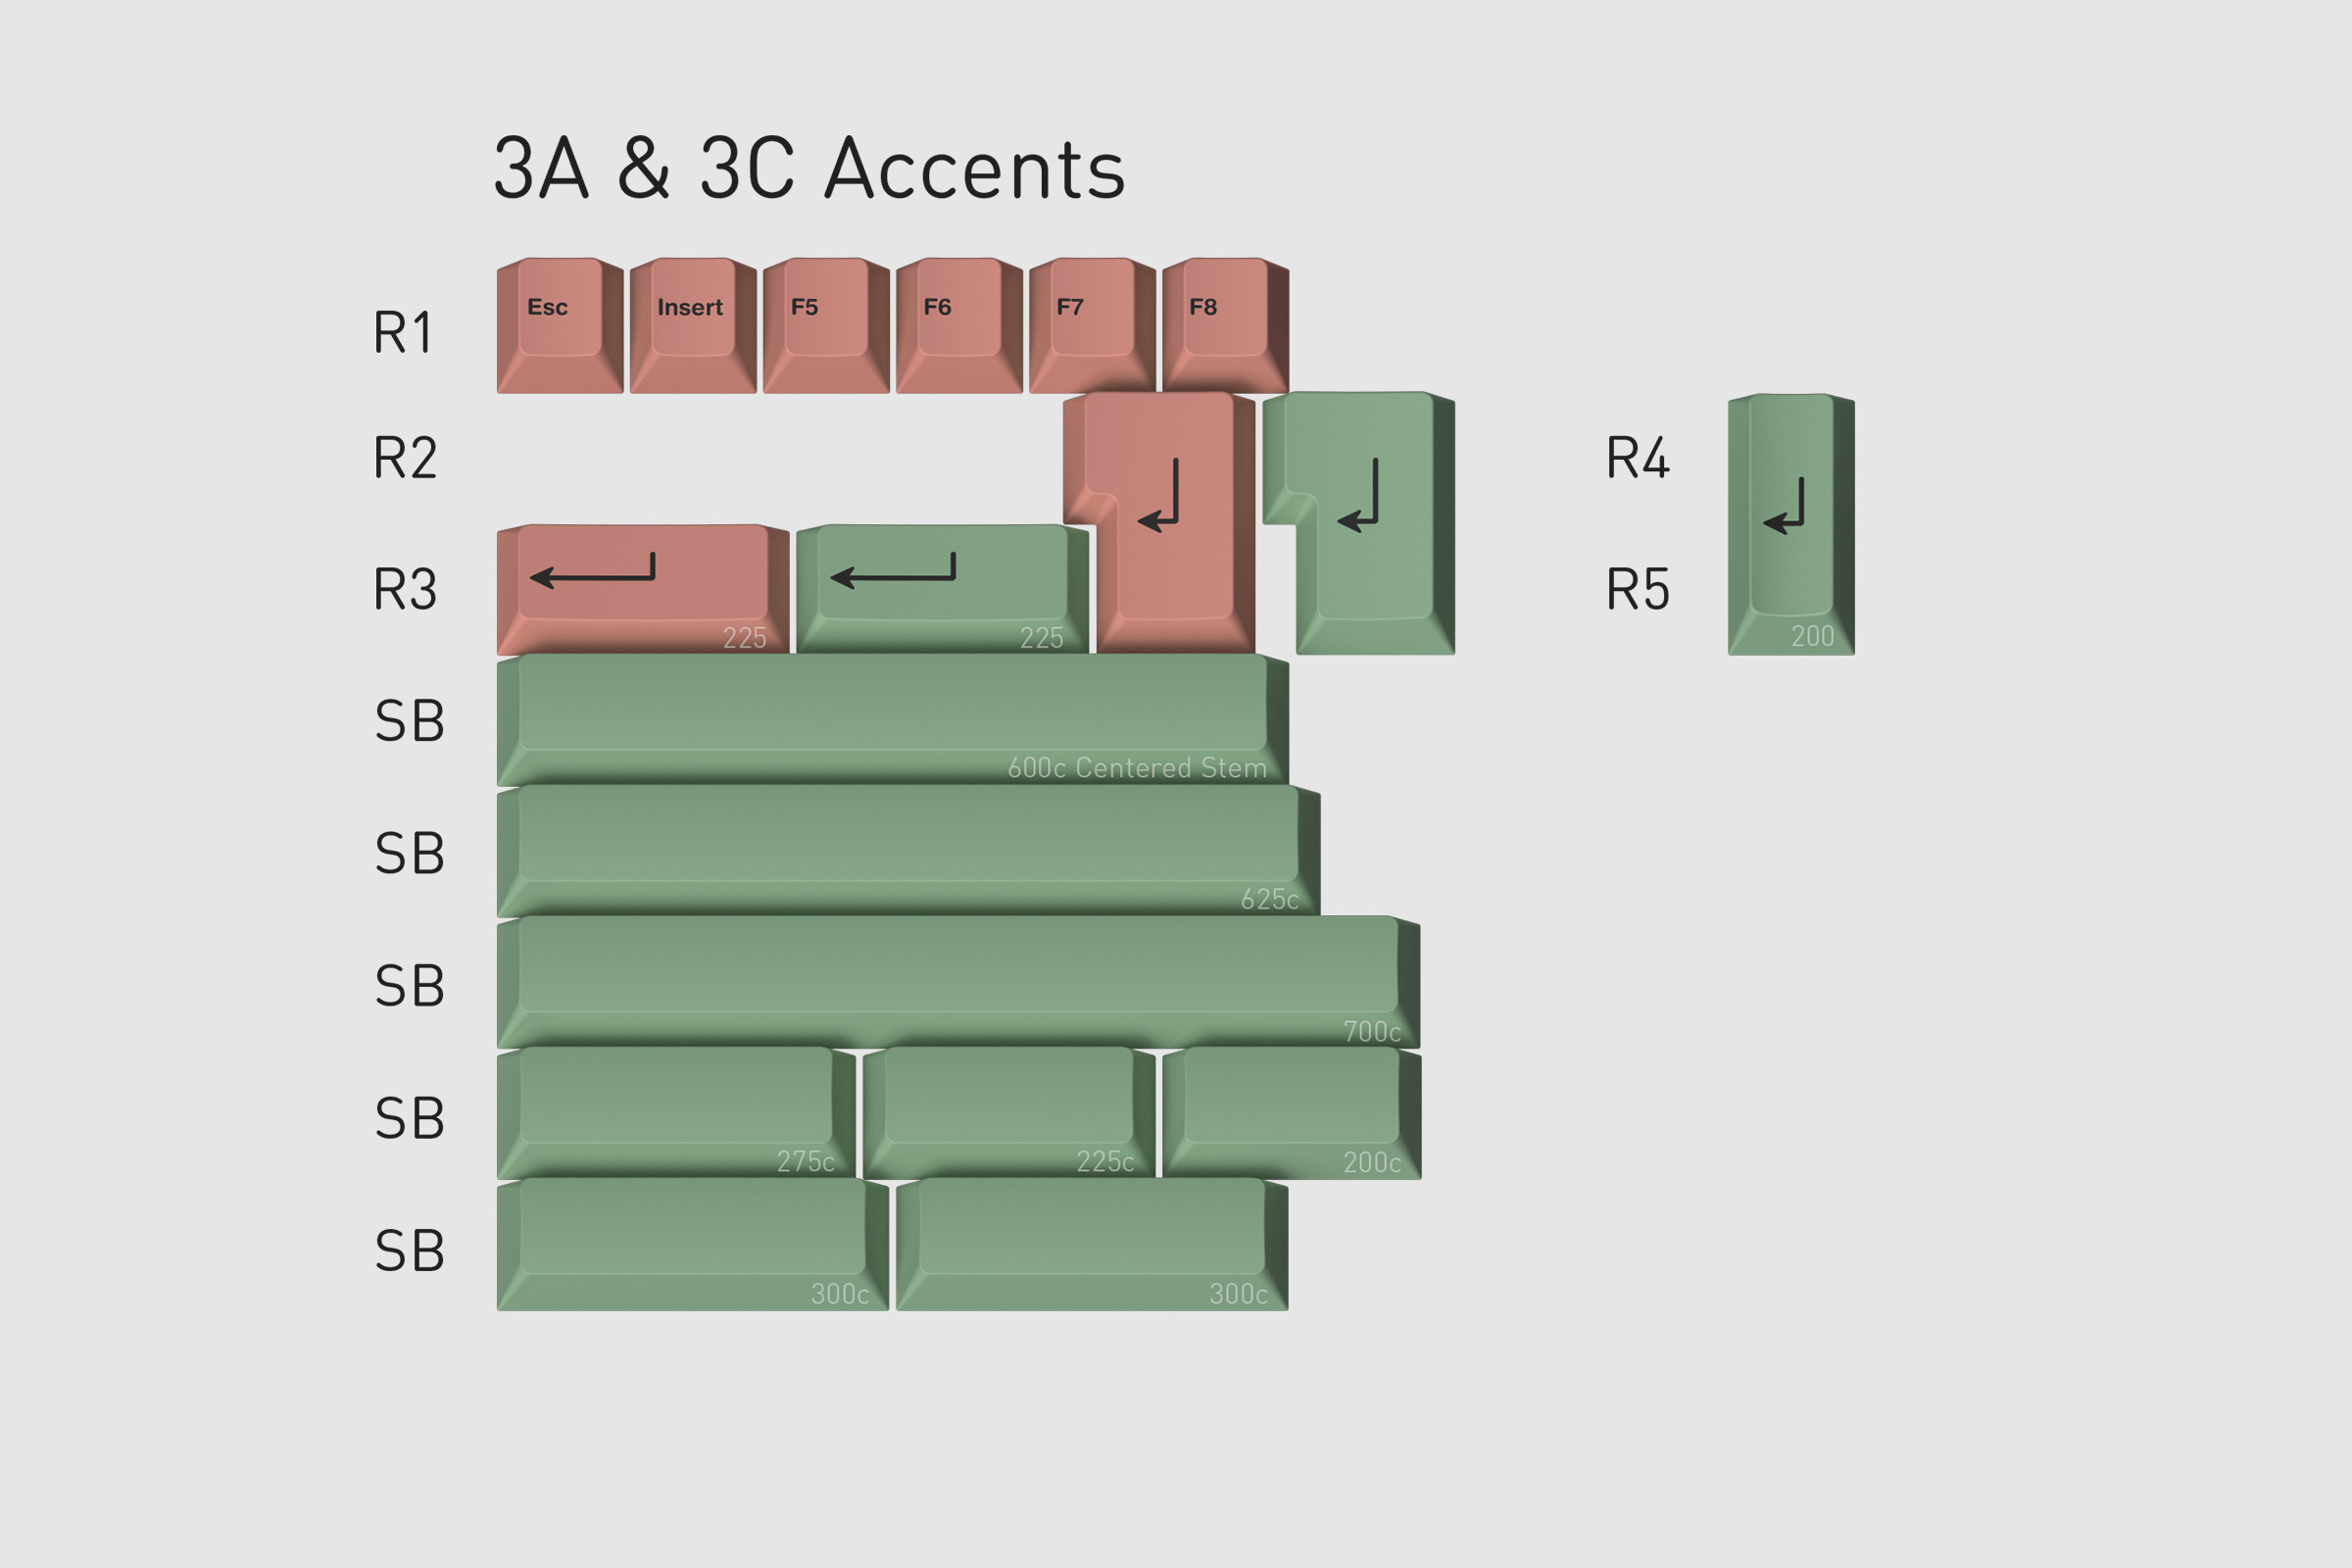 3A & 3C Accents
R1
Esc
Insert
F5
F6
F7
F8
R2
R4
R3
225
225
R5
200
SB
600c Centered Stem
SB
625c
SB
700c
SB
275c
225c
200c
SB
300c
300c